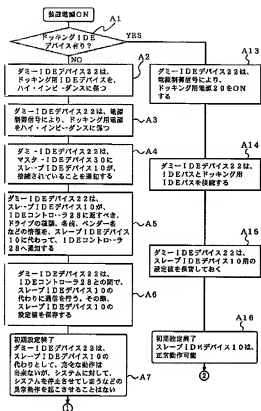 装置電源ON
A1
ドッキングIDE
デバイス有り?
YES
NO
A2
ダミーIDEデバイス22は、
ドッキング用IDEバスを、
ハイ・インピーダンスに保つ
ダミーIDEデバイス22は、電源
制御信号により、ドッキング用電源
をハイ・インピーダンスに保つ
A3
ダミーIDEデバイス22は、
マスタ・IDEデバイス30に
スレーブIDEデバイス10が、
接続されていることを通知する
A4
ダミーIDEデバイス22は、
スレーブIDEデバイス10が、
IDEコントローラ28に返すべき、
ドライブの種類、名称、ベンダー名
などの情報を、スレーブIDEデバイス
10に代わって、IDEコントローラ
28へ通知する
A5
ダミーIDEデバイス22は、
IDEコントローラ28との間で、
スレーブIDEデバイス10の
代わりに通信を行う。その際、
スレーブIDEデバイス10の
設定値を保存する
A6
初期設定終了
ダミーIDEデバイス22は、
スレーブIDEデバイス10の
代わりとして、完全な動作は
出来ないが、システムに対して、
システムを停止させてしまうなどの
異常動作を起こさせることはない
A7
①
A13
ダミーIDEデバイス22は、
電源制御信号により、
ドッキング用電源20をON
する
A14
ダミーIDEデバイス22は、
IDEバスとドッキング用
IDEバスを接続する
A15
ダミーIDEデバイス22は、
スレーブIDEデバイス10用の
設定値を保管しておく
A16
初期設定終了
スレーブIDEデバイス10は、
正常動作可能
②